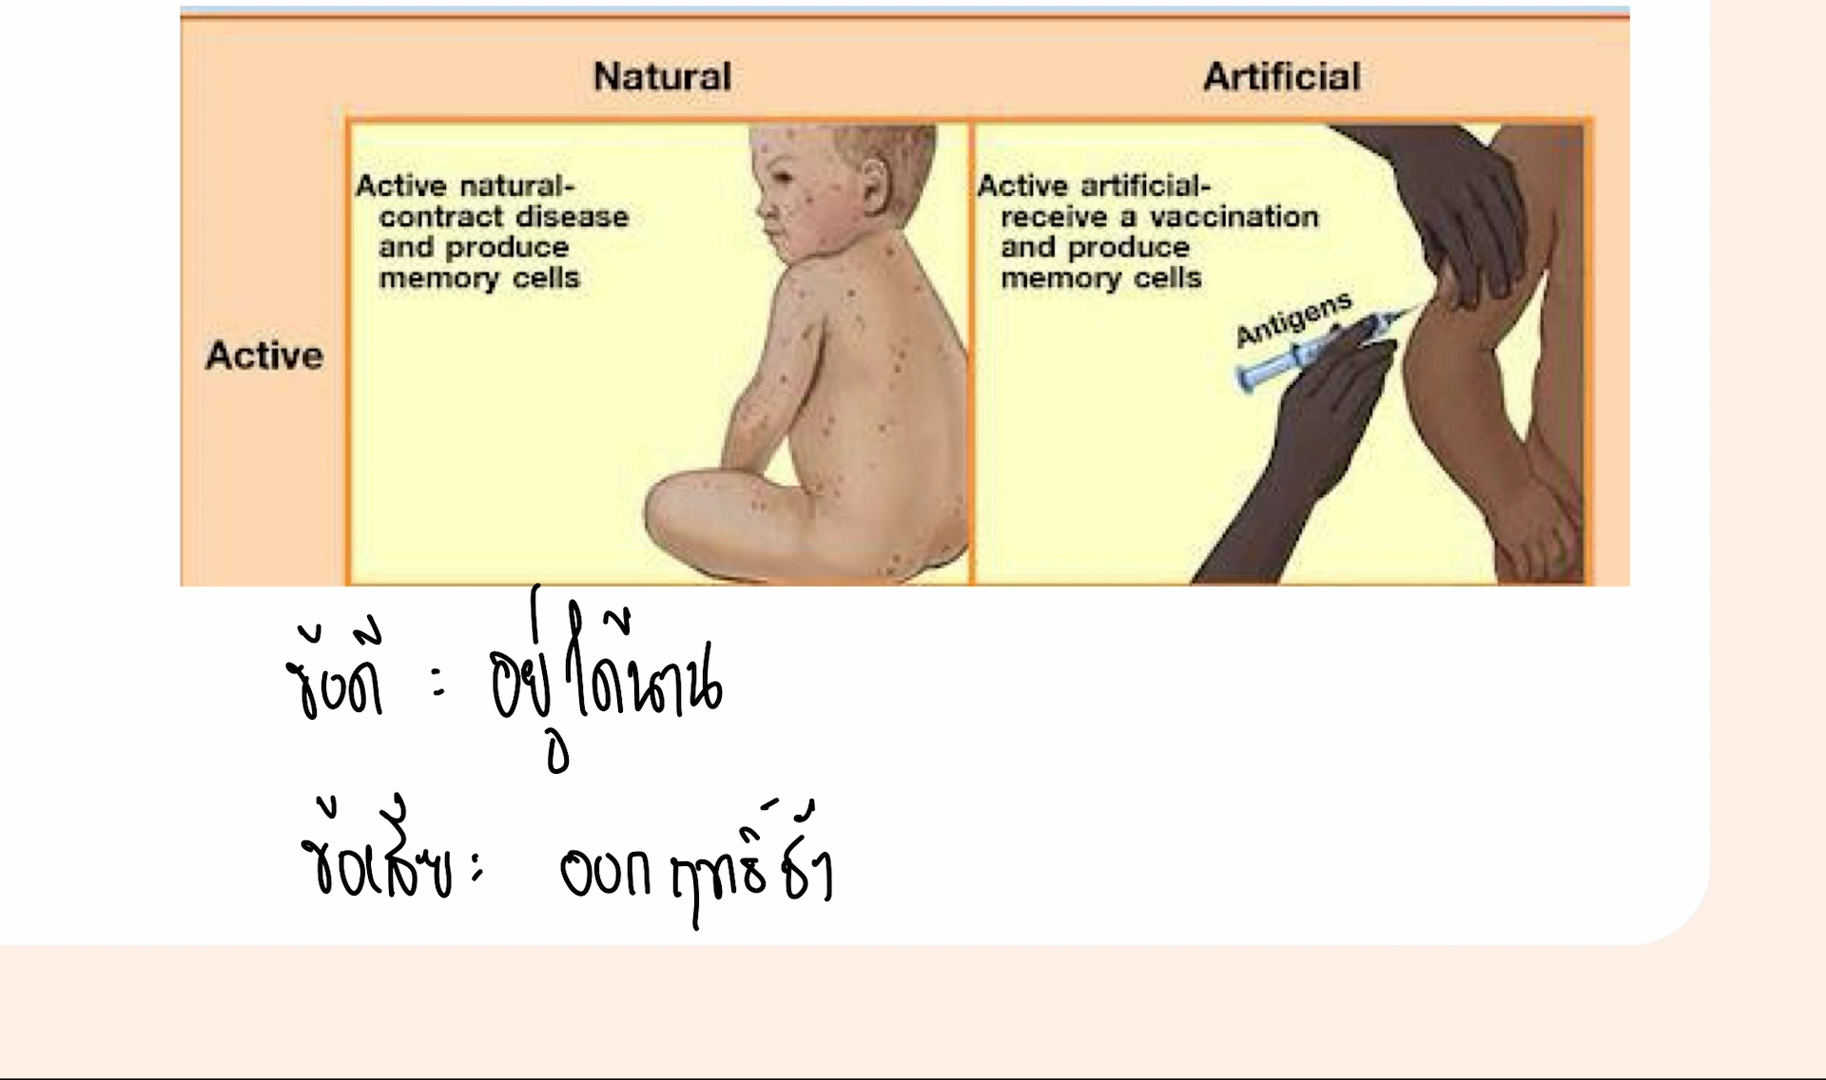 Natural Artificial
Active natural-
contract disease
and produce
memory cells
Active artificial-
receive a vaccination
and produce
memory cells
Antigens
Active
ข้อดี : อยู่ได้นาน
ข้อเสีย : ออกฤทธิ์ช้า